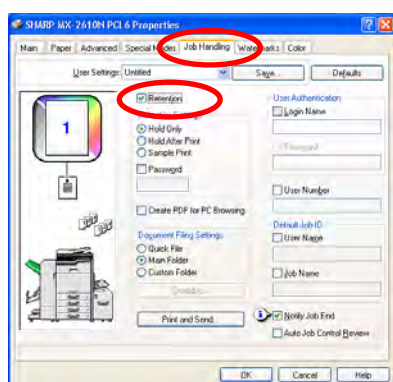 SHARP MX-2610N PCL6 Properties
Main Paper Advanced Special Modes Job Handling Watermarks Color
User Settings: Untitled Save... Defaults
Retention
Hold Only
Hold After Print
Sample Print
Password
Create PDF for PC Browsing
Document Filing Settings
Quick File
Main Folder
Custom Folder
Print and Send
User Authentication
Login Name
Password
User Number
Default Job ID
User Name
Job Name
Notify Job End
Auto Job Control Review
1
OK Cancel Help